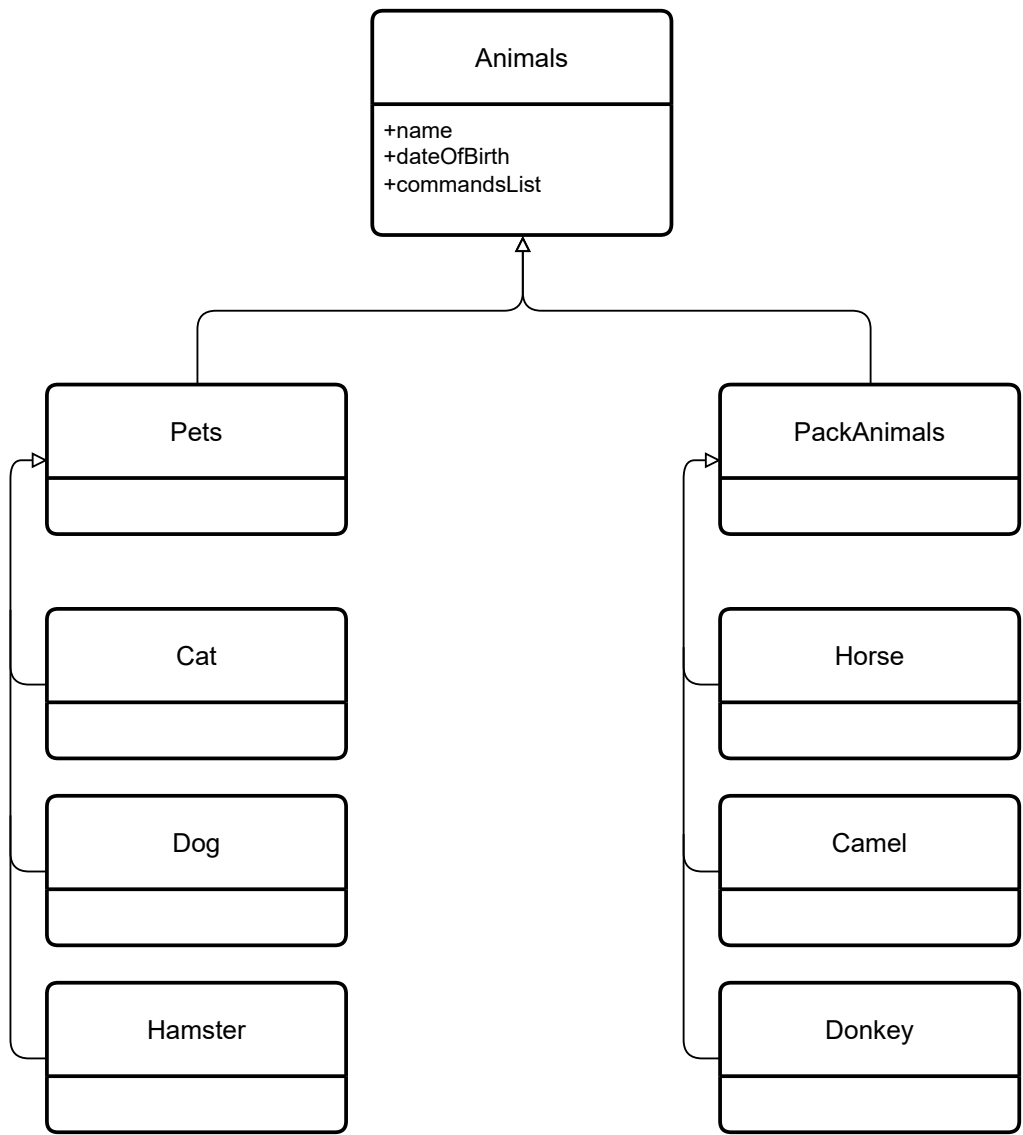 Animals
+name
+dateOfBirth
+commandsList
Pets
PackAnimals
Cat
Horse
Dog
Camel
Hamster
Donkey